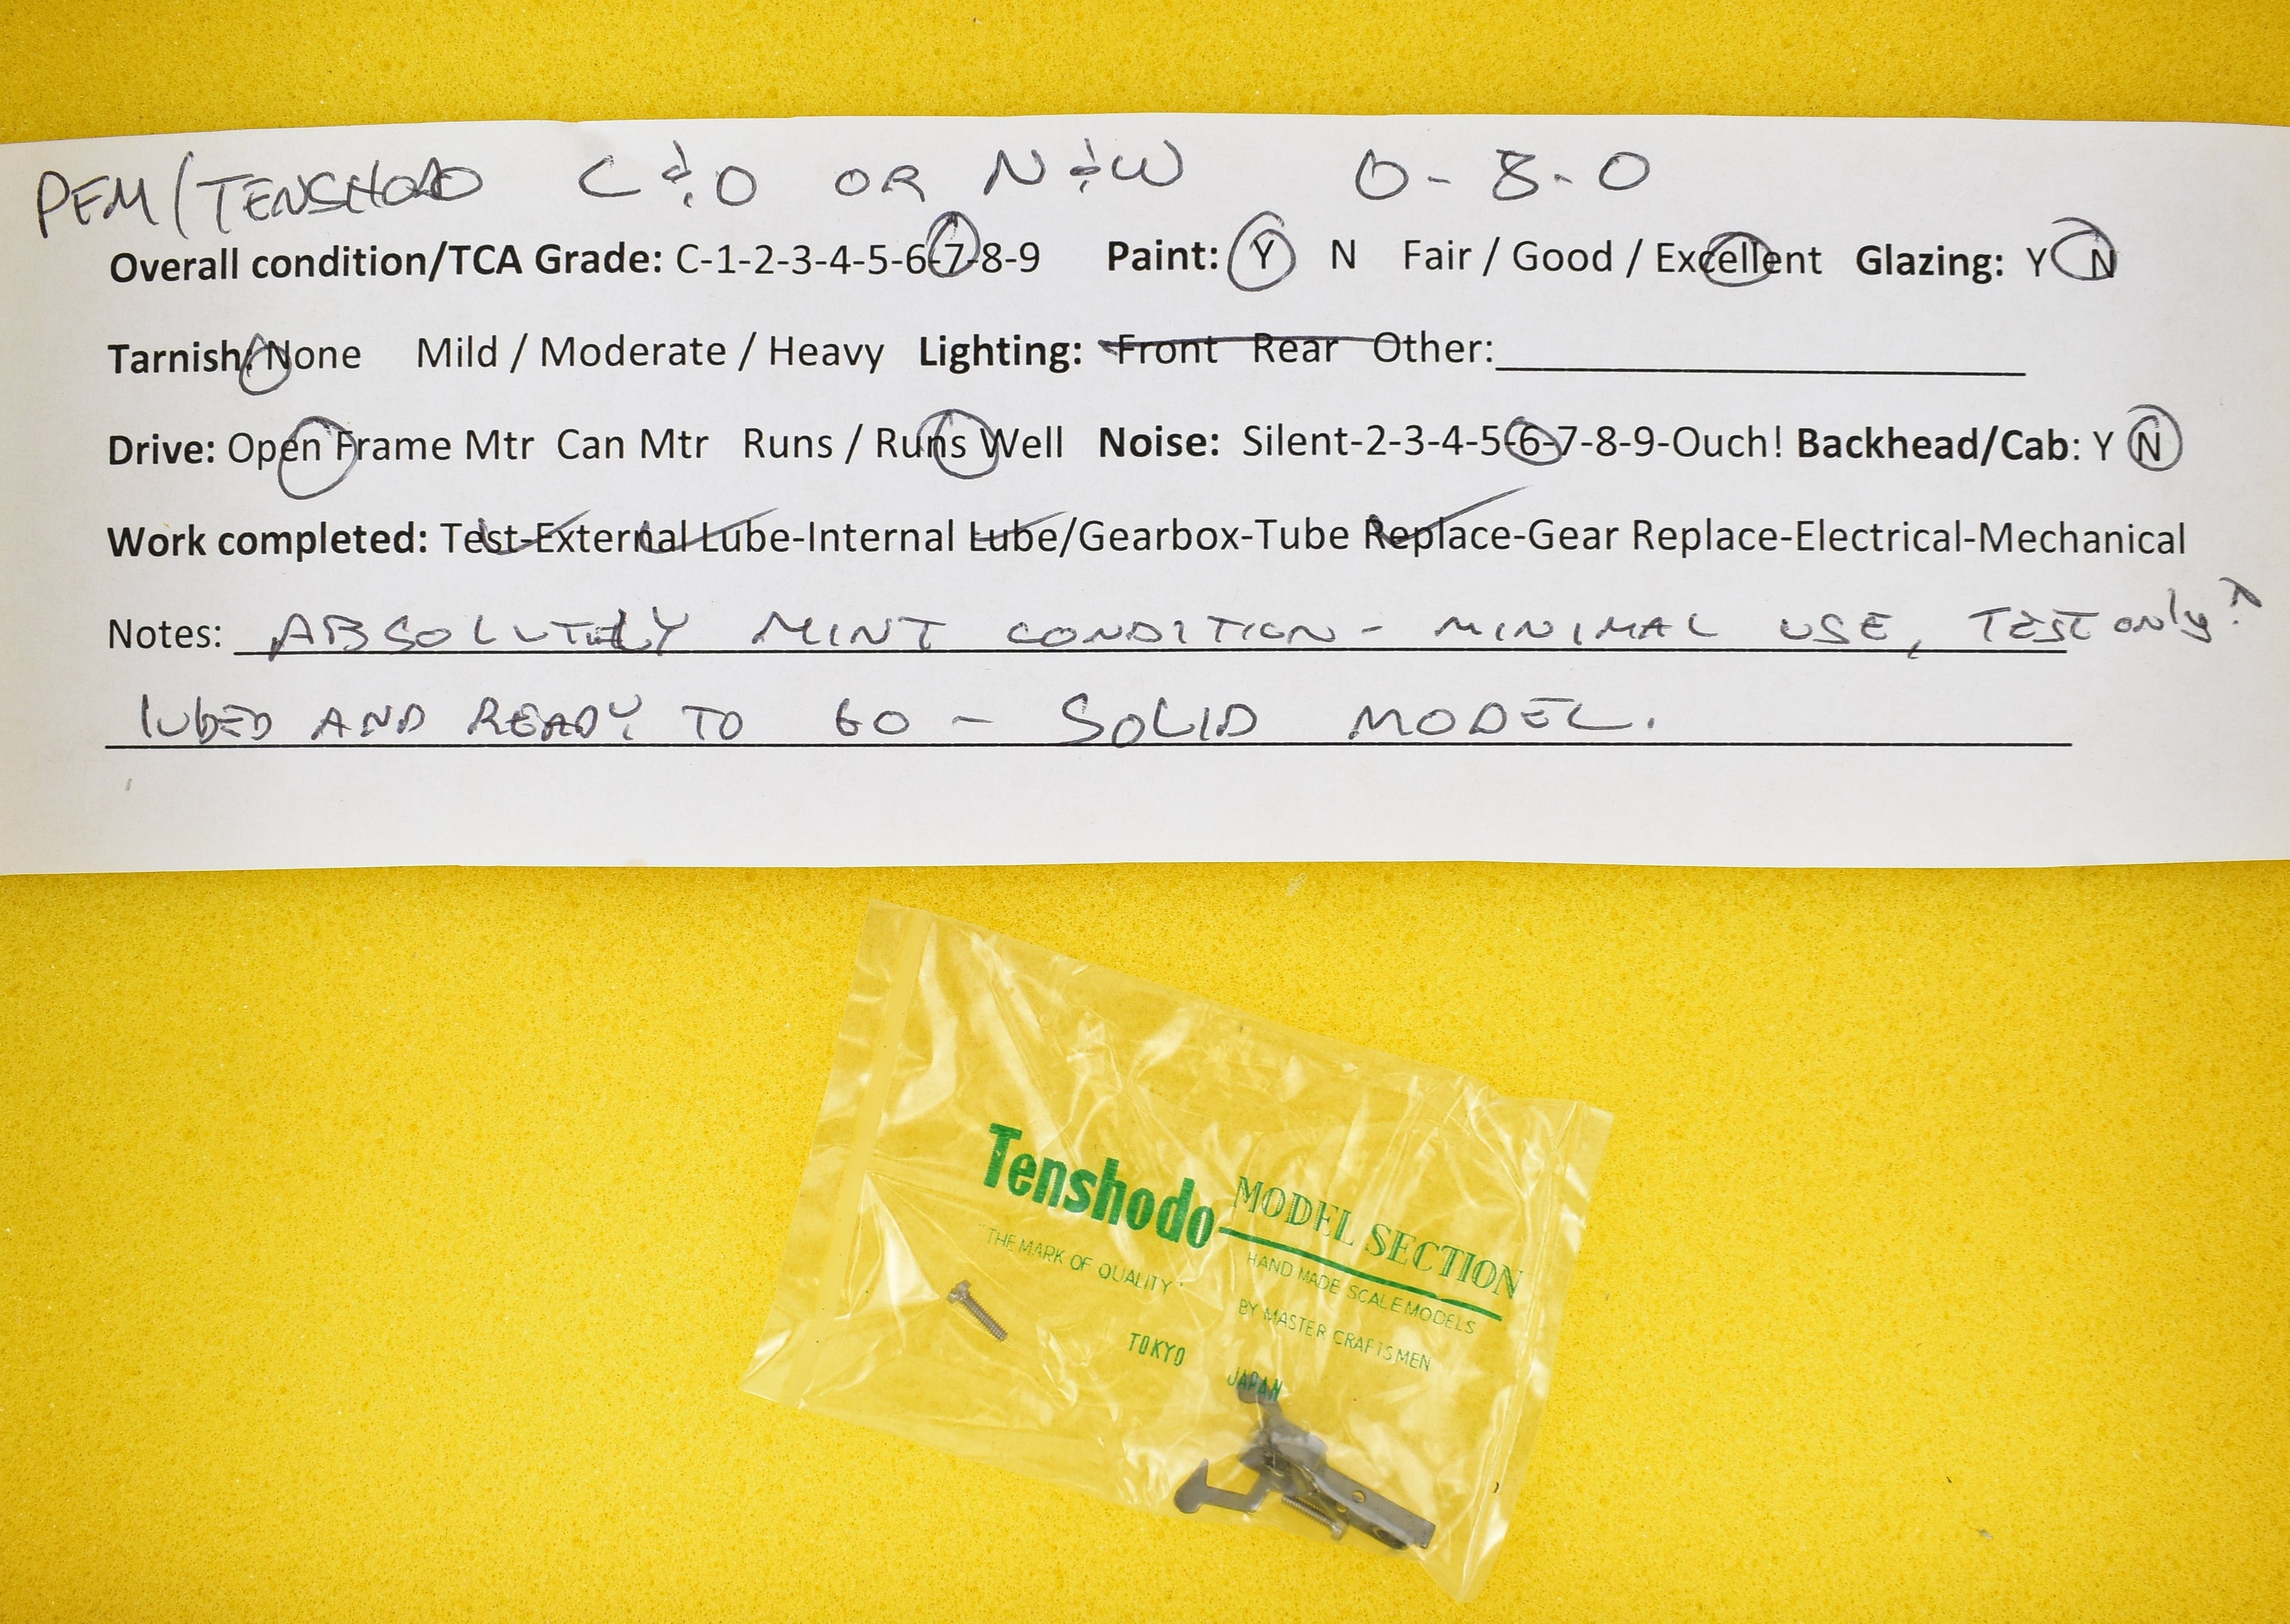 PFM/TENSHODO C&O OR N&W 0-8-0
Overall condition/TCA Grade: C-1-2-3-4-5-6-7-8-9 Paint: Y N Fair / Good / Excellent Glazing: Y N
Tarnish: None Mild / Moderate / Heavy Lighting: Front Rear Other:
Drive: Open Frame Mtr Can Mtr Runs / Runs Well Noise: Silent-2-3-4-5-6-7-8-9-Ouch! Backhead/Cab: Y N
Work completed: Test-External Lube-Internal Lube/Gearbox-Tube Replace-Gear Replace-Electrical-Mechanical
Notes: ABSOLUTELY MINT CONDITION - MINIMAL USE, TEST only?
lubED AND READY TO GO - SOLID MODEL.
Tenshodo MODEL SECTION
"THE MARK OF QUALITY" HAND MADE SCALE MODELS
BY MASTER CRAFTSMEN
TOKYO JAPAN